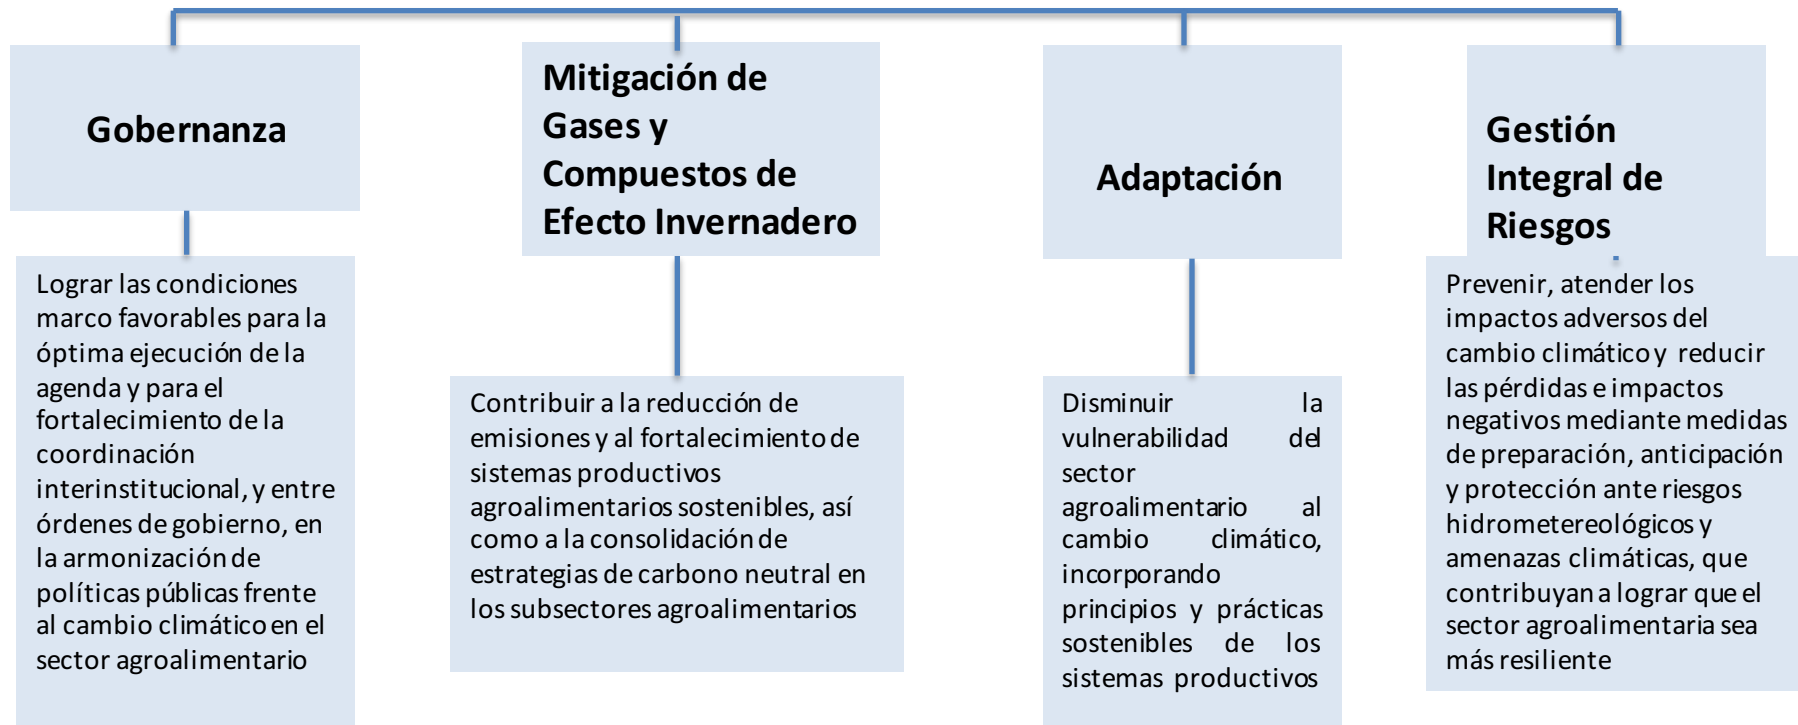 Gobernanza
Lograr las condiciones
marco favorables para la
óptima ejecución de la
agenda y para el
fortalecimiento de la
coordinación
interinstitucional, y entre
órdenes de gobierno, en
la armonización de
políticas públicas frente
al cambio climático en el
sector agroalimentario
Mitigación de
Gases y
Compuestos de
Efecto Invernadero
Contribuir a la reducción de
emisiones y al fortalecimiento de
sistemas productivos
agroalimentarios sostenibles, así
como a la consolidación de
estrategias de carbono neutral en
los subsectores agroalimentarios
Adaptación
Disminuir la
vulnerabilidad del
sector
agroalimentario al
cambio climático,
incorporando
principios y prácticas
sostenibles de los
sistemas productivos
Gestión
Integral de
Riesgos
Prevenir, atender los
impactos adversos del
cambio climático y reducir
las pérdidas e impactos
negativos mediante medidas
de preparación, anticipación
y protección ante riesgos
hidrometereológicos y
amenazas climáticas, que
contribuyan a lograr que el
sector agroalimentaria sea
más resiliente